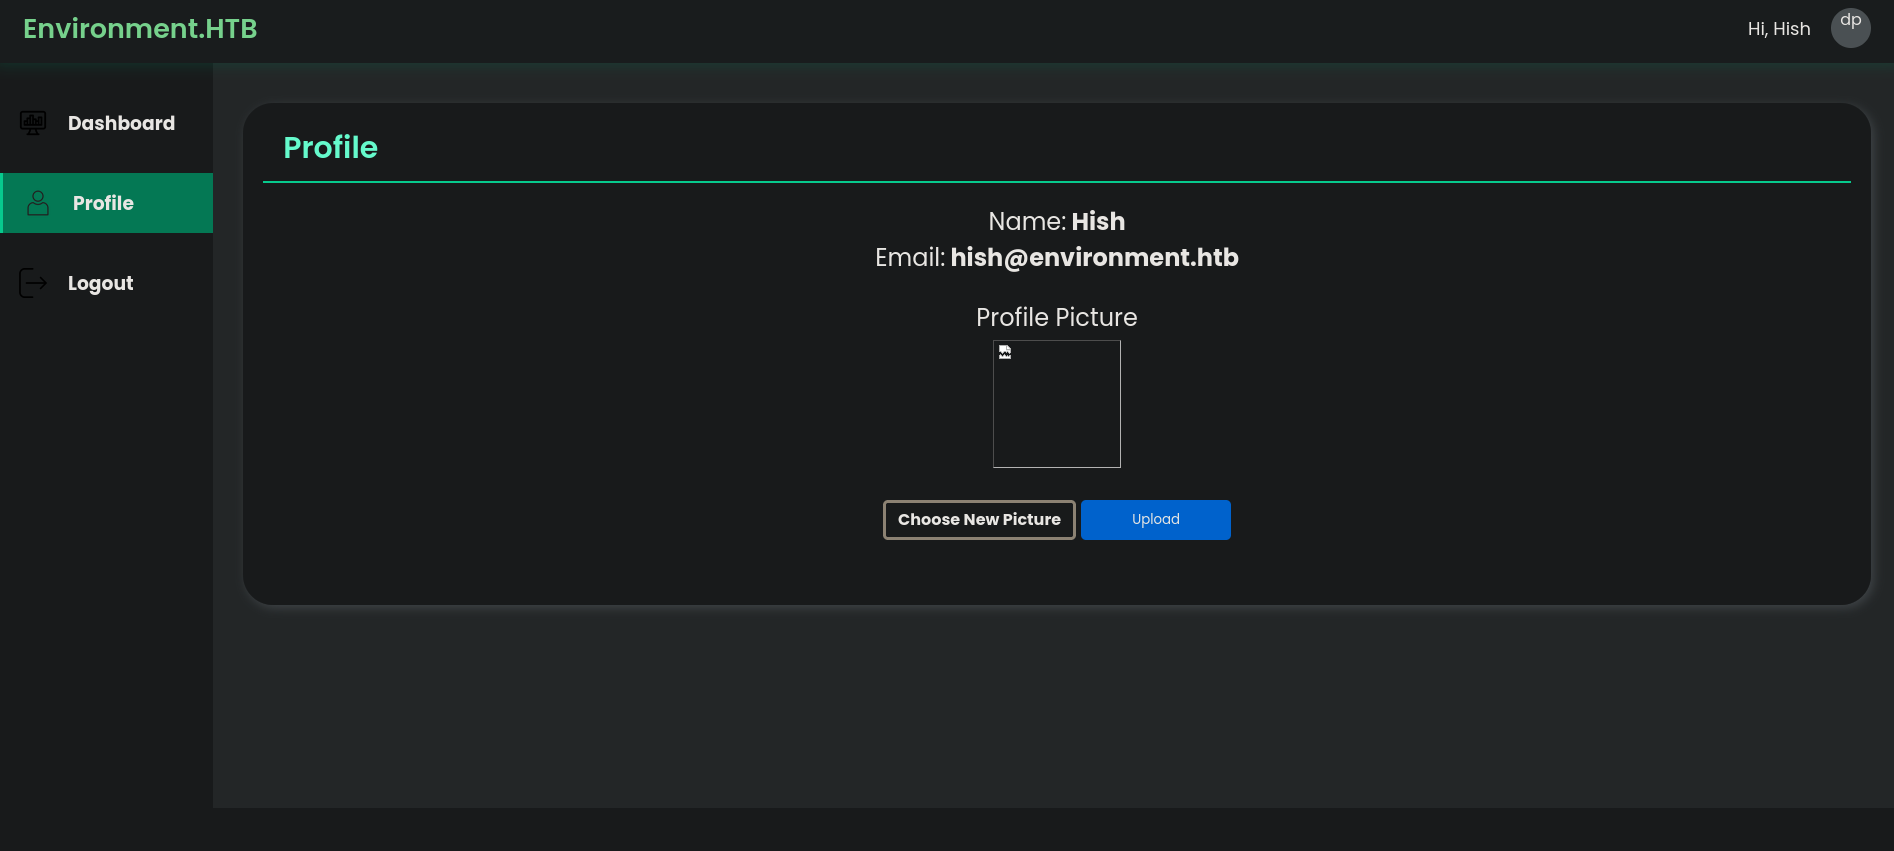 Environment.HTB
Hi, Hish
dp
Dashboard
Profile
Logout
Profile
Name: Hish
Email: hish@environment.htb
Profile Picture
Choose New Picture
Upload